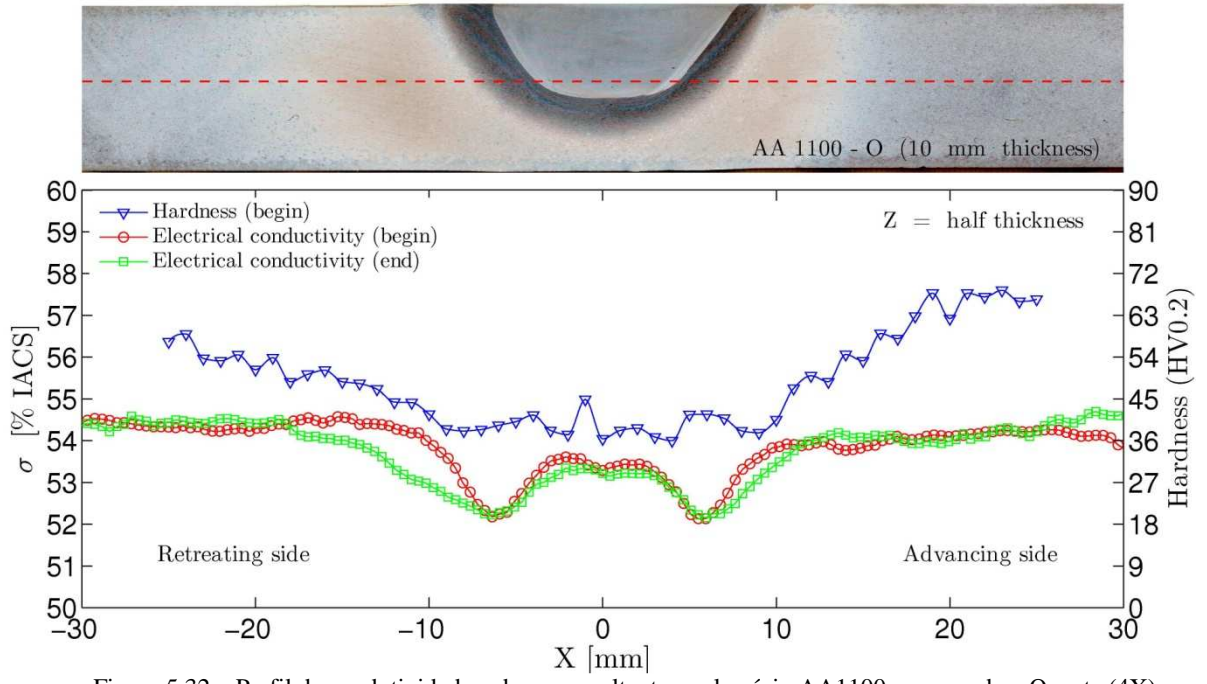 AA 1100 - O (10 mm thickness)
60
59
58
57
56
55
54
53
52
51
50
σ [% IACS]
Hardness (begin)
Electrical conductivity (begin)
Electrical conductivity (end)
Z = half thickness
90
81
72
63
54
45
36
27
18
9
0
Hardness (HV0.2)
Retreating side
Advancing side
−30
−20
−10
0
10
20
30
X [mm]